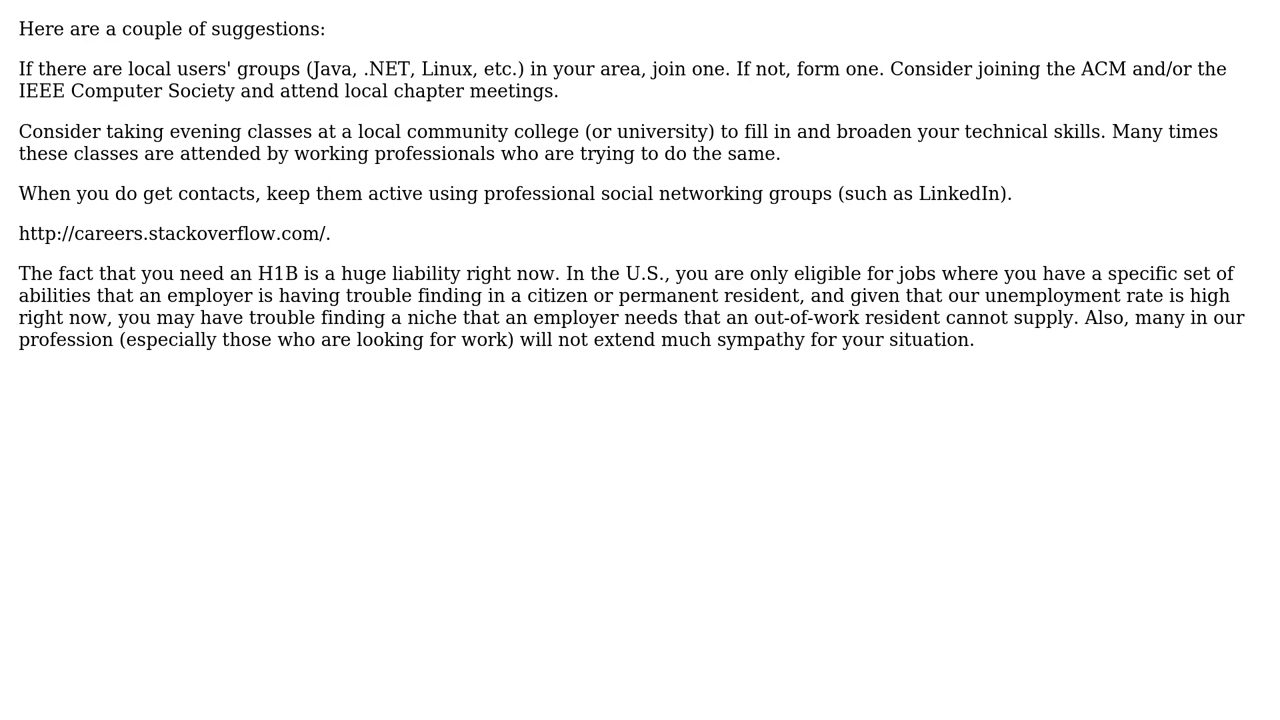 Here are a couple of suggestions:
If there are local users' groups (Java, .NET, Linux, etc.) in your area, join one. If not, form one. Consider joining the ACM and/or the
IEEE Computer Society and attend local chapter meetings.
Consider taking evening classes at a local community college (or university) to fill in and broaden your technical skills. Many times
these classes are attended by working professionals who are trying to do the same.
When you do get contacts, keep them active using professional social networking groups (such as LinkedIn).
http://careers.stackoverflow.com/.
The fact that you need an H1B is a huge liability right now. In the U.S., you are only eligible for jobs where you have a specific set of
abilities that an employer is having trouble finding in a citizen or permanent resident, and given that our unemployment rate is high
right now, you may have trouble finding a niche that an employer needs that an out-of-work resident cannot supply. Also, many in our
profession (especially those who are looking for work) will not extend much sympathy for your situation.